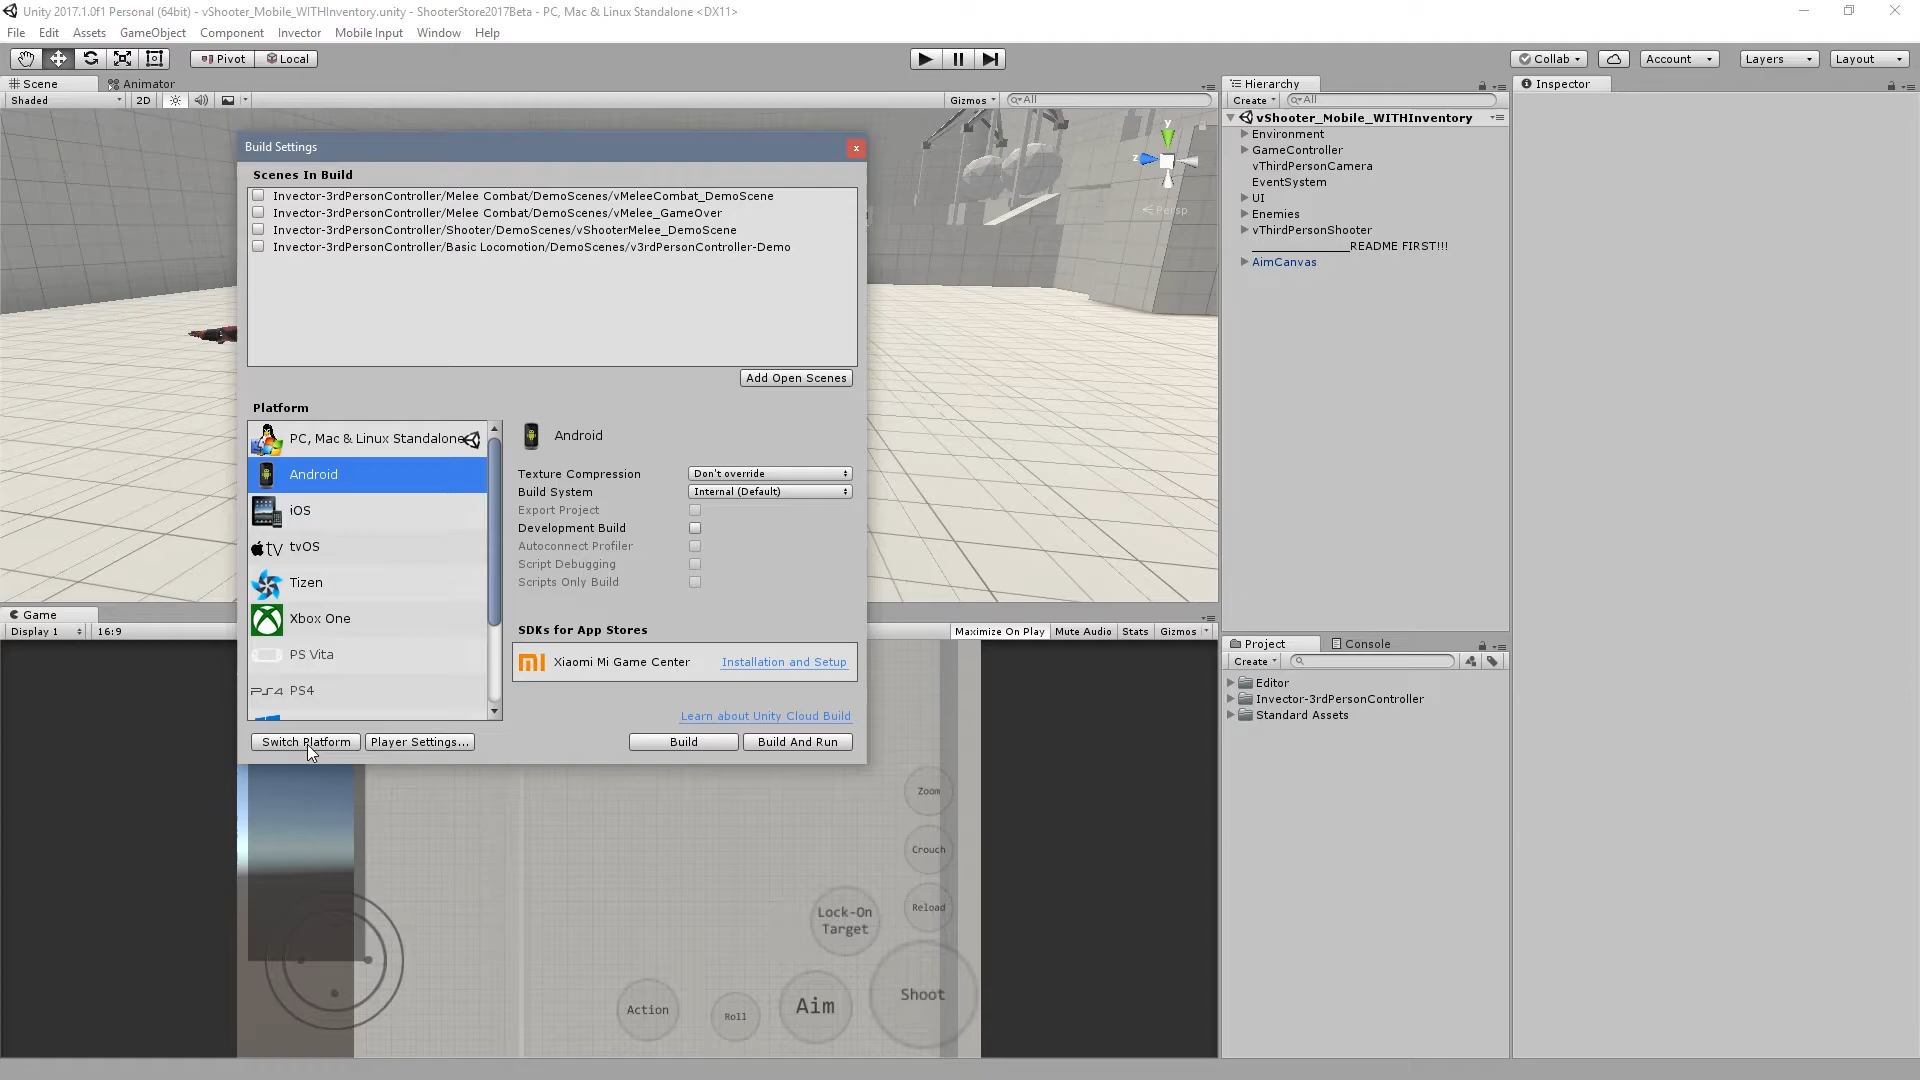 Unity 2017.1.0f1 Personal (64bit) - vShooter_Mobile_WITHInventory.unity - ShooterStore2017Beta - PC, Mac & Linux Standalone <DX11>
File Edit Assets GameObject Component Invector Mobile Input Window Help
Pivot Local Collab Account Layers Layout
Scene Animator
Shaded 2D Gizmos All
Hierarchy
Create All
vShooter_Mobile_WITHInventory
Environment
GameController
vThirdPersonCamera
EventSystem
UI
Enemies
vThirdPersonShooter
______________README FIRST!!!
AimCanvas
Inspector
y
z
Persp
Build Settings
x
Scenes In Build
Invector-3rdPersonController/Melee Combat/DemoScenes/vMeleeCombat_DemoScene
Invector-3rdPersonController/Melee Combat/DemoScenes/vMelee_GameOver
Invector-3rdPersonController/Shooter/DemoScenes/vShooterMelee_DemoScene
Invector-3rdPersonController/Basic Locomotion/DemoScenes/v3rdPersonController-Demo
Add Open Scenes
Platform
PC, Mac & Linux Standalone
Android
iOS
tv tvOS
Tizen
Xbox One
PS Vita
PS4 PS4
Android
Texture Compression Don't override
Build System Internal (Default)
Export Project
Development Build
Autoconnect Profiler
Script Debugging
Scripts Only Build
SDKs for App Stores
mi Xiaomi Mi Game Center Installation and Setup
Learn about Unity Cloud Build
Switch Platform Player Settings... Build Build And Run
Game
Display 1 16:9 Maximize On Play Mute Audio Stats Gizmos
Zoom
Crouch
Reload
Lock-On
Target
Shoot
Aim
Roll
Action
Project Console
Create
Editor
Invector-3rdPersonController
Standard Assets